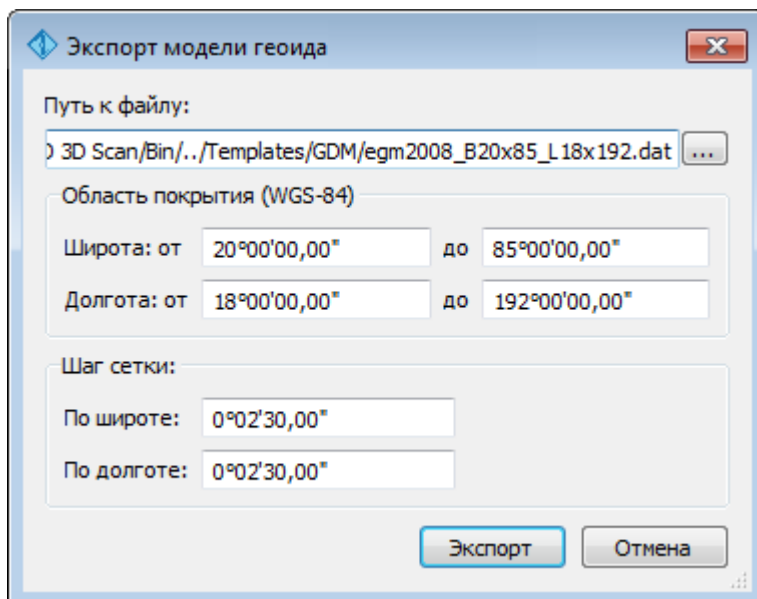 Экспорт модели геоида
Путь к файлу:
D 3D Scan/Bin/../Templates/GDM/egm2008_B20x85_L18x192.dat ...
Область покрытия (WGS-84)
Широта: от 20°00'00,00" до 85°00'00,00"
Долгота: от 18°00'00,00" до 192°00'00,00"
Шаг сетки:
По широте: 0°02'30,00"
По долготе: 0°02'30,00"
Экспорт Отмена